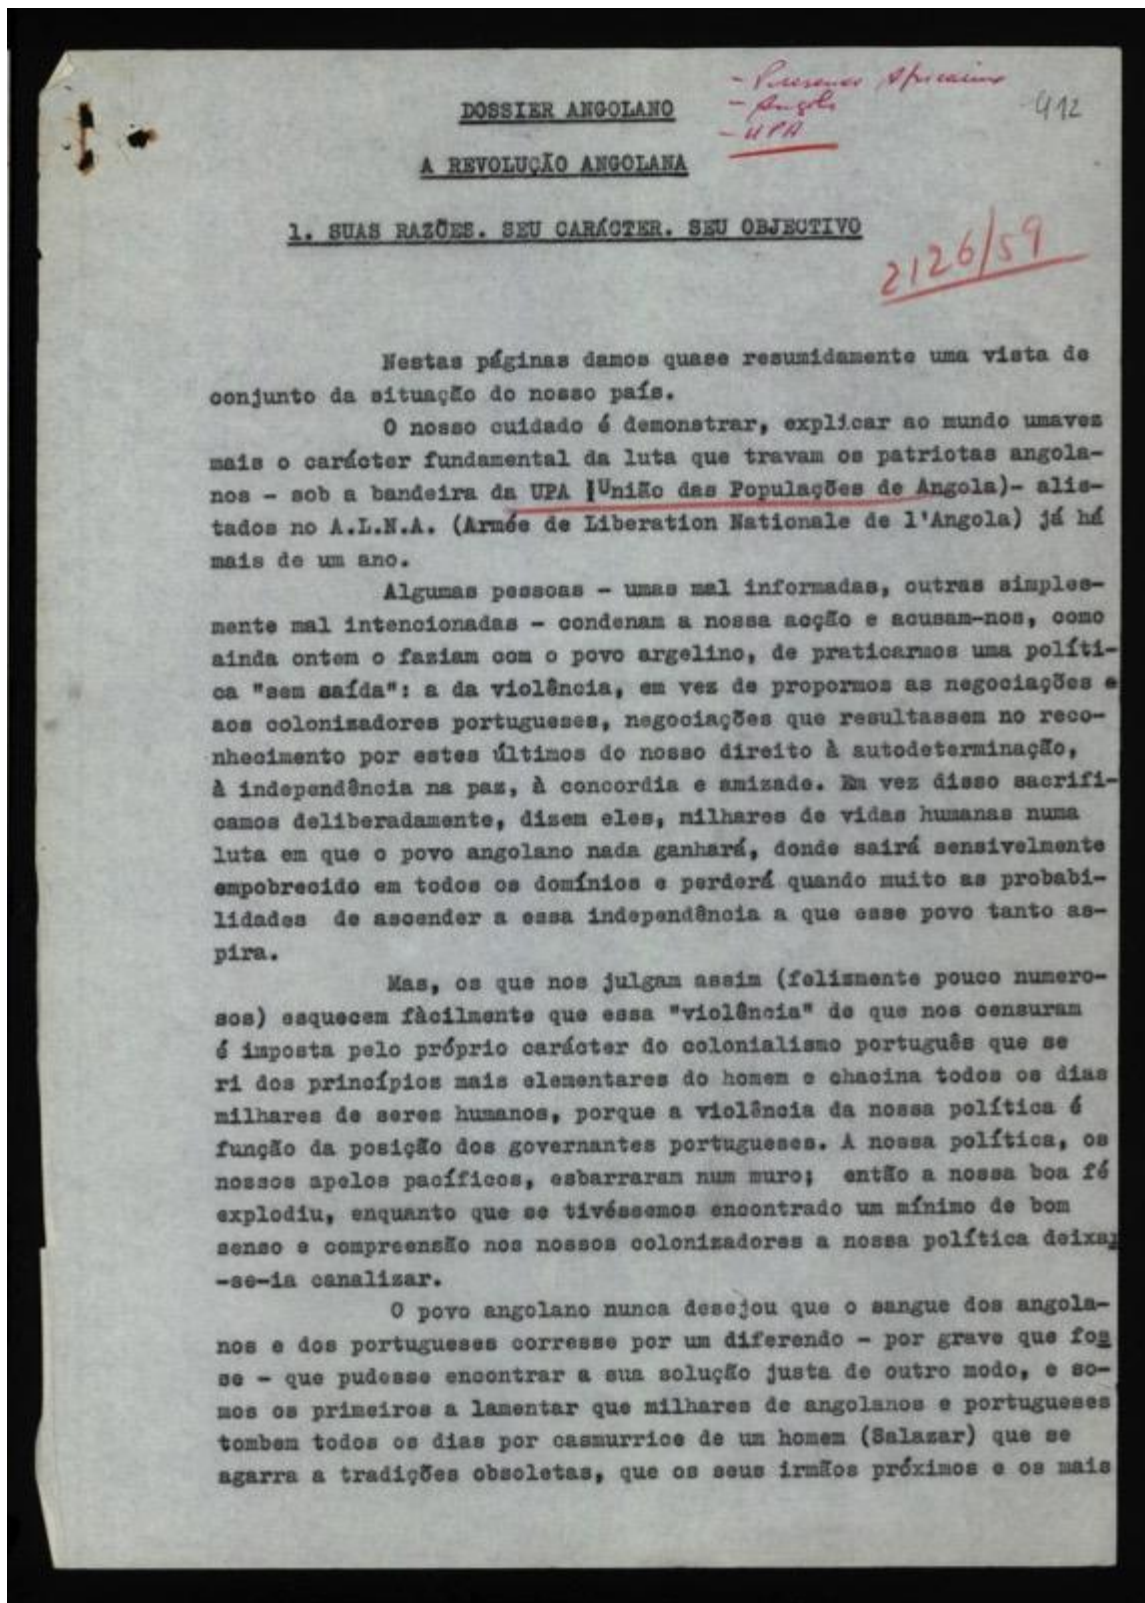 - Presence Africaine
- Angola
- UPA
912
DOSSIER ANGOLANO
A REVOLUÇÃO ANGOLANA
1. SUAS RAZÕES. SEU CARÁCTER. SEU OBJECTIVO
2126/59
Nestas páginas damos quase resumidamente uma vista de
conjunto da situação do nosso país.
O nosso cuidado é demonstrar, explicar ao mundo umavez
mais o carácter fundamental da luta que travam os patriotas angola-
nos - sob a bandeira da UPA (União das Populações de Angola)- alis-
tados no A.L.N.A. (Armée de Liberation Nationale de l'Angola) já há
mais de um ano.
Algumas pessoas - umas mal informadas, outras simples-
mente mal intencionadas - condenam a nossa acção e acusam-nos, como
ainda ontem o faziam com o povo argelino, de praticarmos uma políti-
ca "sem saída": a da violência, em vez de propormos as negociações e
aos colonizadores portugueses, negociações que resultassem no reco-
nhecimento por estes últimos do nosso direito à autodeterminação,
à independência na paz, à concordia e amizade. Em vez disso sacrifi-
camos deliberadamente, dizem eles, milhares de vidas humanas numa
luta em que o povo angolano nada ganhará, donde sairá sensivelmente
empobrecido em todos os domínios e perderá quando muito as probabi-
lidades de ascender a essa independência a que esse povo tanto as-
pira.
Mas, os que nos julgam assim (felizmente pouco numero-
sos) esquecem fàcilmente que essa "violência" de que nos censuram
é imposta pelo próprio carácter do colonialismo português que se
ri dos princípios mais elementares do homem e chacina todos os dias
milhares de seres humanos, porque a violência da nossa política é
função da posição dos governantes portugueses. A nossa política, os
nossos apelos pacíficos, esbarraram num muro; então a nossa boa fé
explodiu, enquanto que se tivéssemos encontrado um mínimo de bom
senso e compreensão nos nossos colonizadores a nossa política deixar
-se-ia canalizar.
O povo angolano nunca desejou que o sangue dos angola-
nos e dos portugueses corresse por um diferendo - por grave que fos
se - que pudesse encontrar a sua solução justa de outro modo, e so-
mos os primeiros a lamentar que milhares de angolanos e portugueses
tombem todos os dias por casmurrice de um homem (Salazar) que se
agarra a tradições obsoletas, que os seus irmãos próximos e os mais